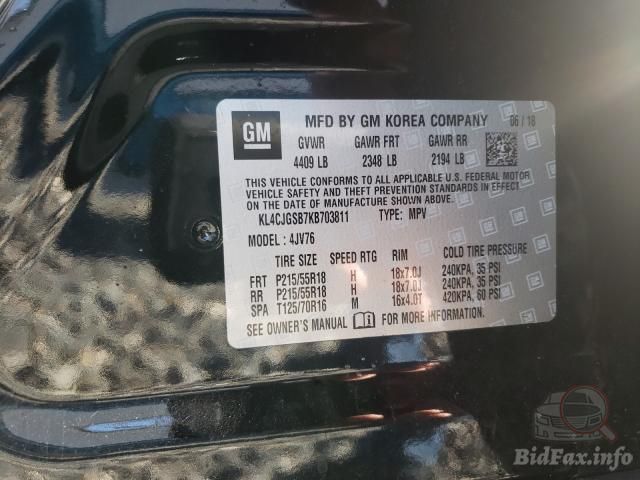 GM
MFD BY GM KOREA COMPANY 06 / 18
GVWR GAWR FRT GAWR RR
4409 LB 2348 LB 2194 LB
THIS VEHICLE CONFORMS TO ALL APPLICABLE U.S. FEDERAL MOTOR
VEHICLE SAFETY AND THEFT PREVENTION STANDARDS IN EFFECT ON
THE DATE OF MANUFACTURE SHOWN ABOVE.
KL4CJGSB7KB703811 TYPE: MPV
MODEL : 4JV76
TIRE SIZE SPEED RTG RIM COLD TIRE PRESSURE
FRT P215/55R18 H 18x7.0J 240KPA, 35 PSI
RR P215/55R18 H 18x7.0J 240KPA, 35 PSI
SPA T125/70R16 M 16x4.0T 420KPA, 60 PSI
SEE OWNER'S MANUAL FOR MORE INFORMATION.
BidFax.info